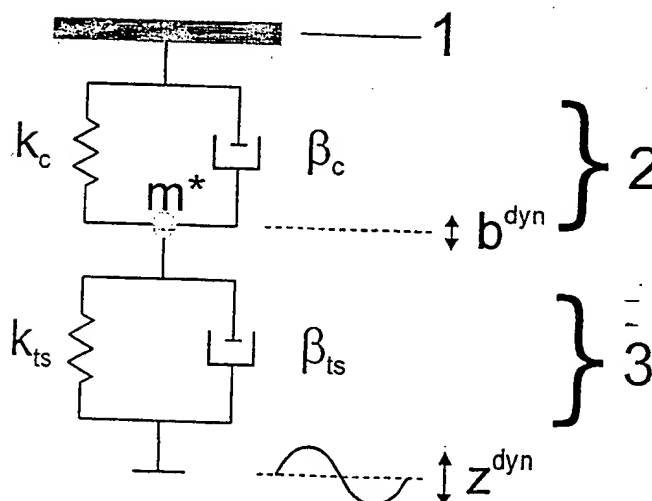 1
k_c
β_c
2
m*
b^dyn
k_ts
β_ts
3
z^dyn